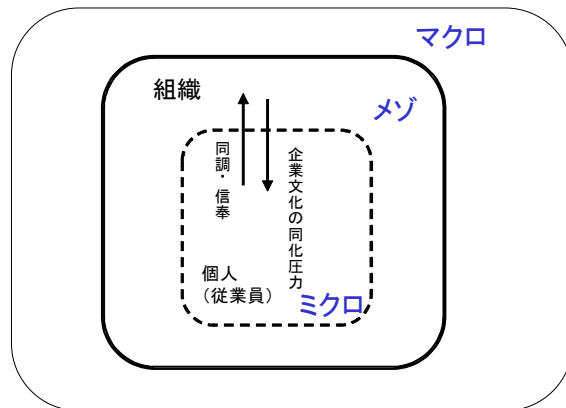 マクロ
組織
メゾ
同調・信奉
企業文化の同化圧力
個人
（従業員）
ミクロ